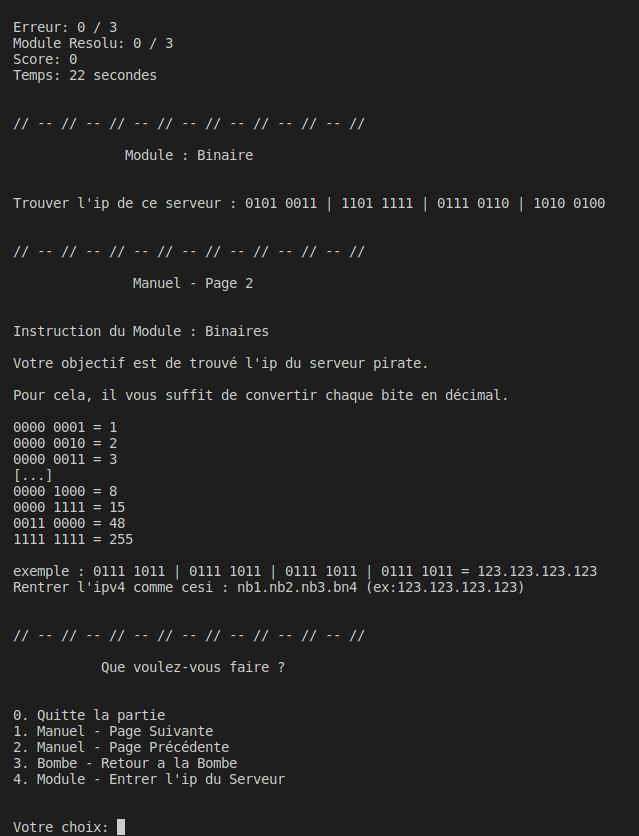 Erreur: 0 / 3
Module Resolu: 0 / 3
Score: 0
Temps: 22 secondes
// -- // -- // -- // -- // -- // -- // -- //
Module : Binaire
Trouver l'ip de ce serveur : 0101 0011 | 1101 1111 | 0111 0110 | 1010 0100
// -- // -- // -- // -- // -- // -- // -- //
Manuel - Page 2
Instruction du Module : Binaires
Votre objectif est de trouvé l'ip du serveur pirate.
Pour cela, il vous suffit de convertir chaque bite en décimal.
0000 0001 = 1
0000 0010 = 2
0000 0011 = 3
[...]
0000 1000 = 8
0000 1111 = 15
0011 0000 = 48
1111 1111 = 255
exemple : 0111 1011 | 0111 1011 | 0111 1011 | 0111 1011 = 123.123.123.123
Rentrer l'ipv4 comme cesi : nb1.nb2.nb3.bn4 (ex:123.123.123.123)
// -- // -- // -- // -- // -- // -- // -- //
Que voulez-vous faire ?
0. Quitte la partie
1. Manuel - Page Suivante
2. Manuel - Page Précédente
3. Bombe - Retour a la Bombe
4. Module - Entrer l'ip du Serveur
Votre choix: